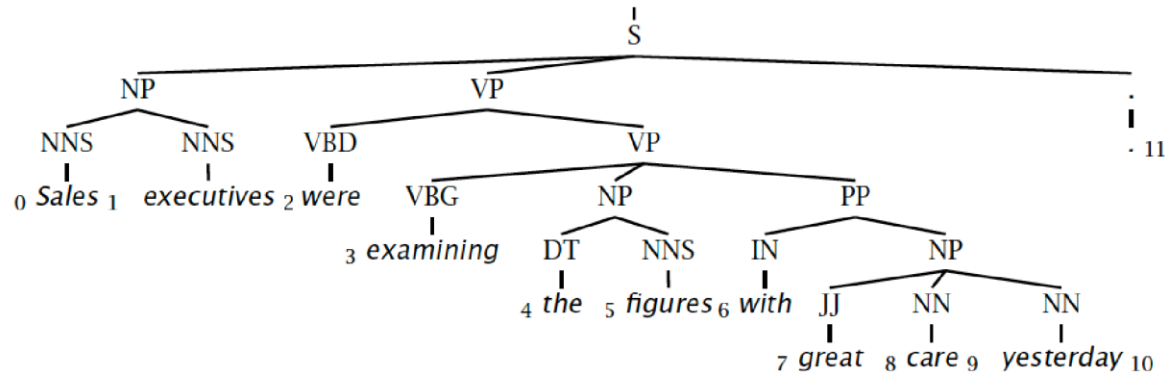 S
NP VP .
NNS NNS VBD VP . 11
0 Sales 1 executives 2 were VBG NP PP
3 examining DT NNS IN NP
4 the 5 figures 6 with JJ NN NN
7 great 8 care 9 yesterday 10